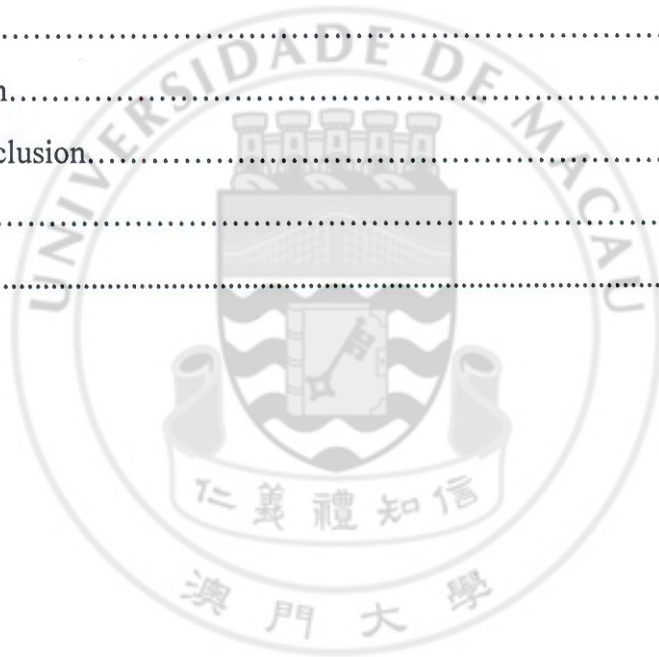 ................................................................................
n................................................................................
clusion........................................................................
................................................................................
................................................................................
UNIVERSIDADE DE MACAU
仁義禮知信
澳門大學